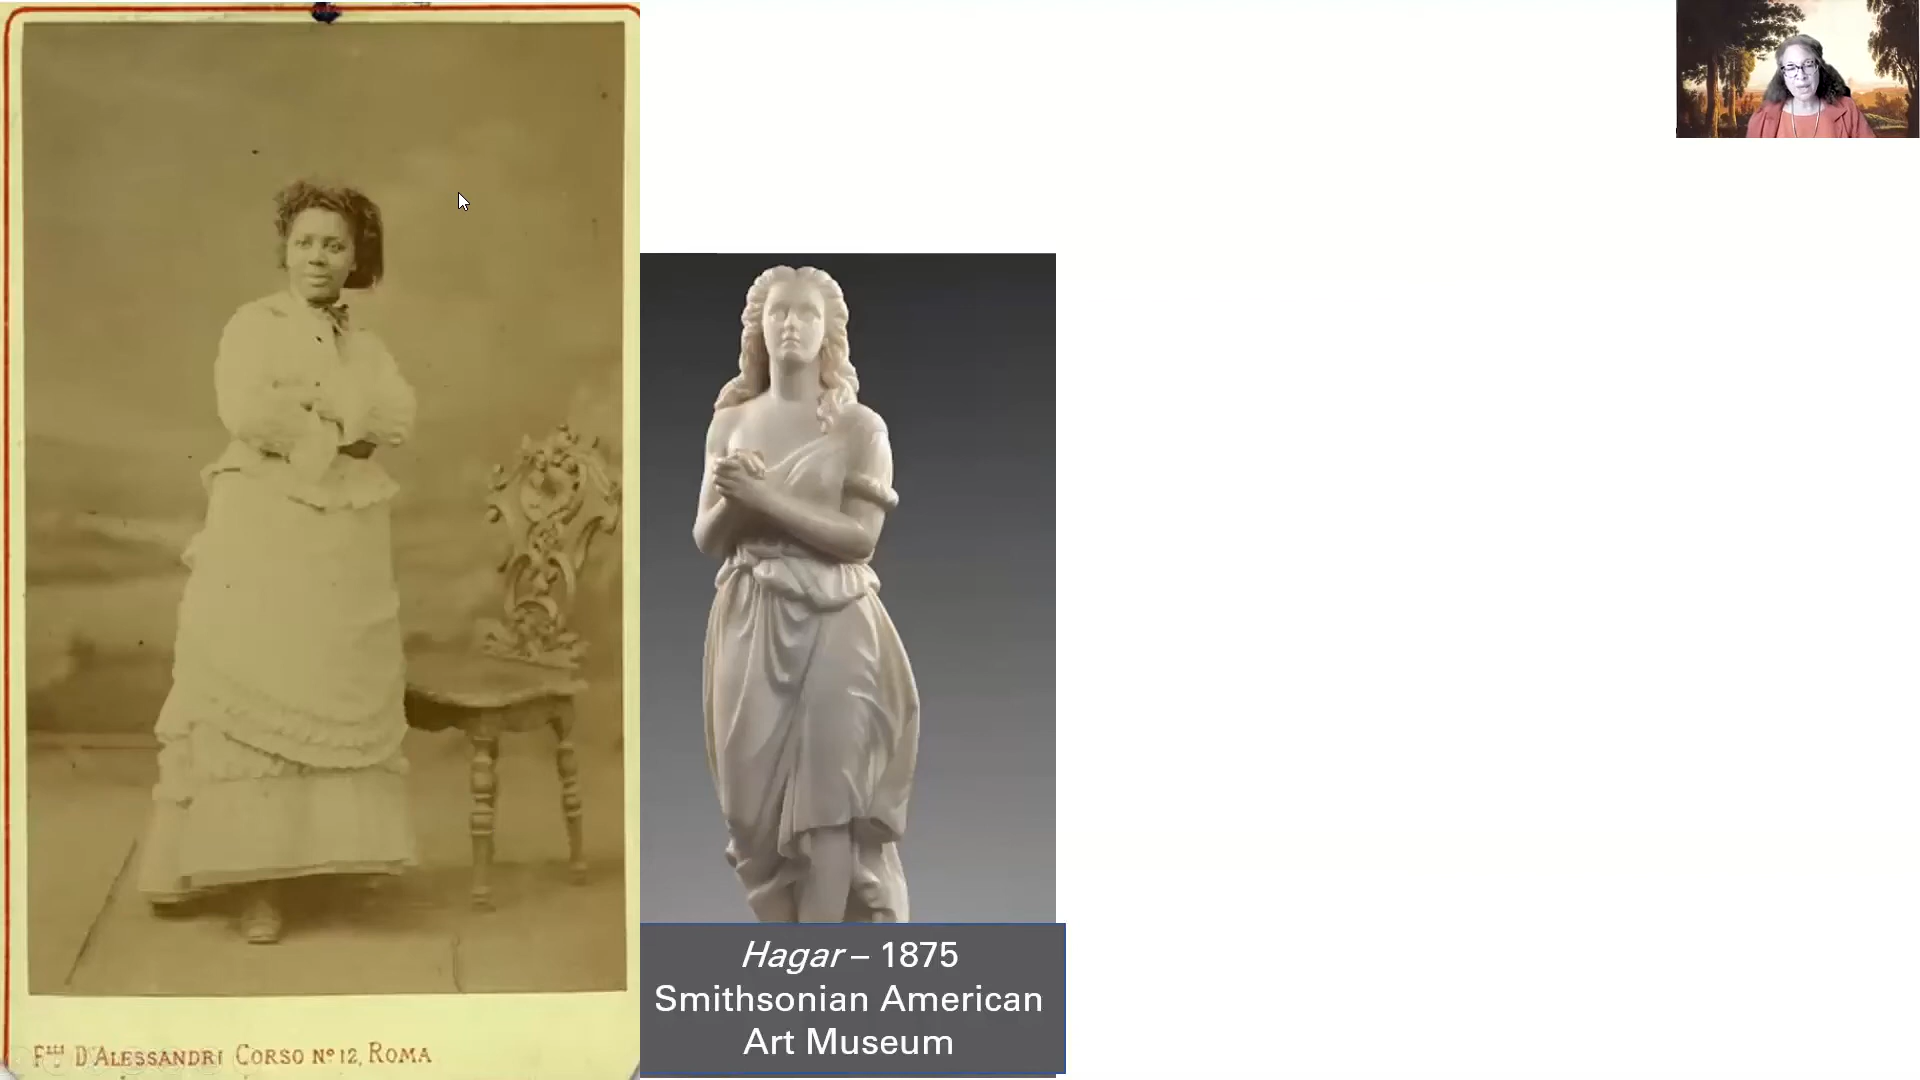 Fˡˡⁱ D'ALESSANDRI CORSO Nº 12, ROMA
Hagar – 1875
Smithsonian American
Art Museum